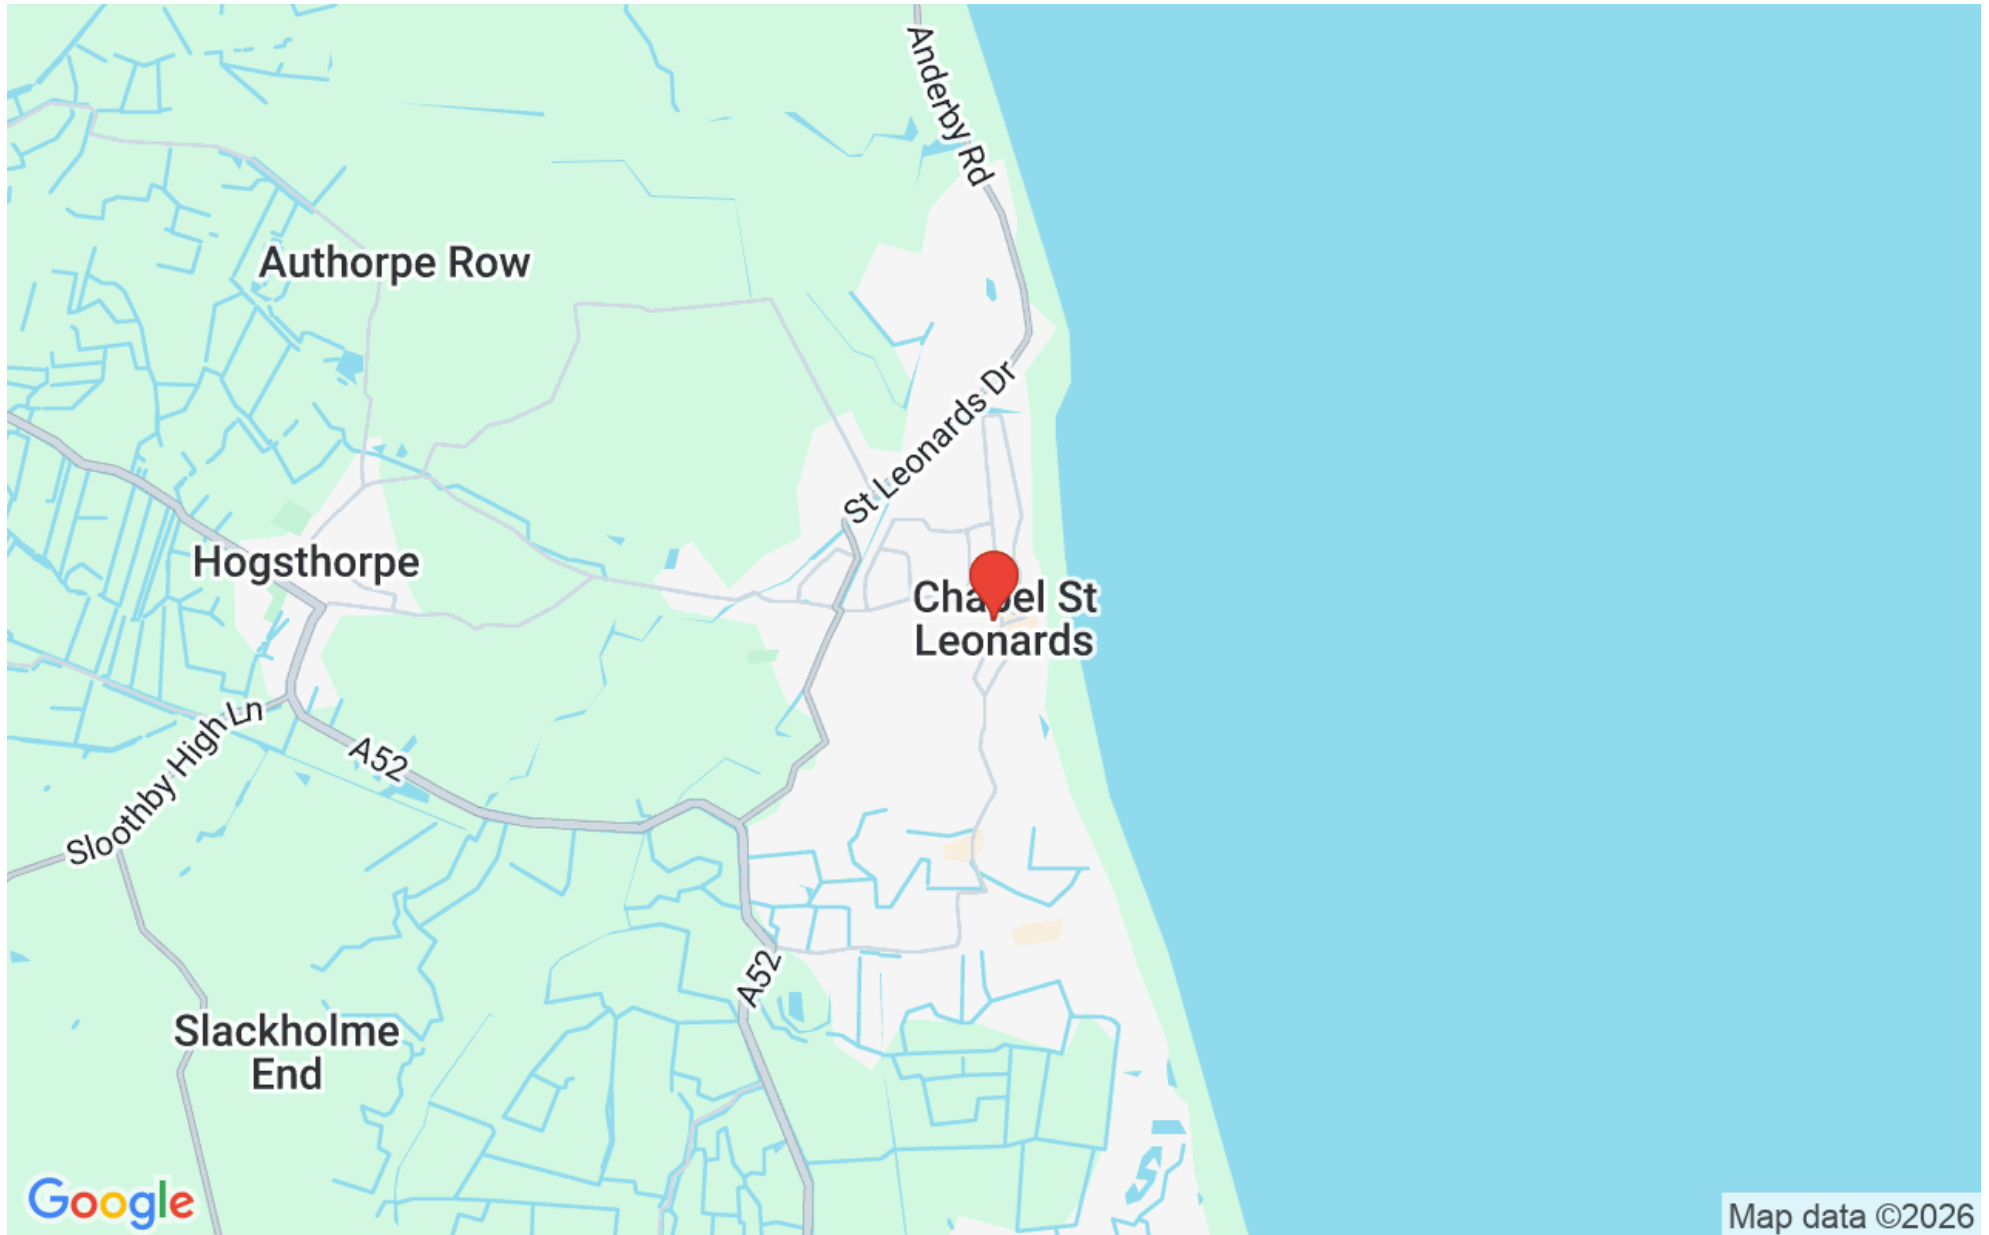 Anderby Rd
Authorpe Row
St Leonards Dr
Hogsthorpe
Chapel St
Leonards
Sloothby High Ln
A52
A52
Slackholme
End
Google
Map data ©2026